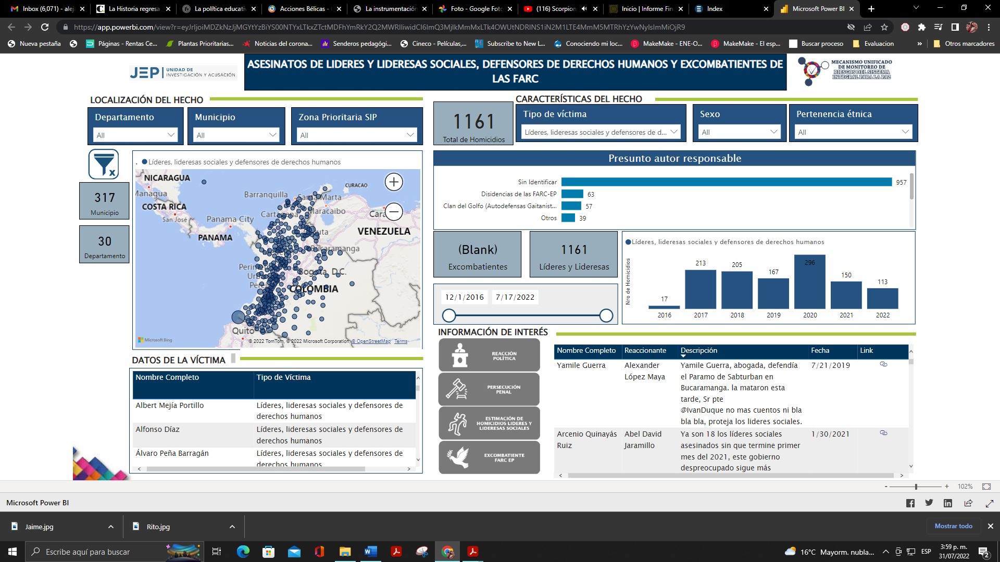 Inbox (6,071) - alej
La Historia regresa
La política educativ
Acciones Bélicas -
La instrumentación
Foto - Google Foto
(116) Scorpion
Inicio | Informe Fin
Index
Microsoft Power BI
Nueva pestaña
Páginas - Rentas Ce...
Plantas Prioritarias...
Noticias del corona...
Senderos pedagógi...
Cineco - Películas,...
Subscribe to New L...
Conociendo mi loc...
MakeMake - ENE-O...
MakeMake - El esp...
Buscar proceso
Evaluacion
»
Otros marcadores
JEP | UNIDAD DE
INVESTIGACIÓN Y ACUSACIÓN
ASESINATOS DE LIDERES Y LIDERESAS SOCIALES, DEFENSORES DE DERECHOS HUMANOS Y EXCOMBATIENTES DE
LAS FARC
MECANISMO UNIFICADO
DE MONITOREO DE
RIESGOS DEL SISTEMA
INTEGRAL PARA LA PAZ
LOCALIZACIÓN DEL HECHO
Departamento
All
Municipio
All
Zona Prioritaria SIP
All
1161
Total de Homicidios
CARACTERÍSTICAS DEL HECHO
Tipo de víctima
Líderes, lideresas sociales y defensores de d...
Sexo
All
Pertenencia étnica
All
317
Municipio
30
Departamento
. Líderes, lideresas sociales y defensores de derechos humanos
NICARAGUA
Managua
COSTA RICA
San José
Panama City
PANAMA
Barranquilla
Santa Marta
CURACAO
Maracaibo
VENEZUELA
Bucaramanga
Bogota, D.C.
COLOMBIA
Quito
Microsoft Bing
© 2022 TomTom, © 2022 Microsoft Corporation, © OpenStreetMap Terms
Presunto autor responsable
Sin Identificar 957
Disidencias de las FARC-EP 63
Clan del Golfo (Autodefensas Gaitanist... 57
Otros 39
(Blank)
Excombatientes
1161
Líderes y Lideresas
12/1/2016 7/17/2022
Líderes, lideresas sociales y defensores de derechos humanos
Nro de Homicidios
17 213 205 167 296 150 113
2016 2017 2018 2019 2020 2021 2022
DATOS DE LA VÍCTIMA
Nombre Completo Tipo de Víctima
Albert Mejía Portillo Líderes, lideresas sociales y defensores de
derechos humanos
Alfonso Díaz Líderes, lideresas sociales y defensores de
derechos humanos
Álvaro Peña Barragán Líderes, lideresas sociales y defensores de
derechos humanos
INFORMACIÓN DE INTERÉS
REACCIÓN
POLÍTICA
PERSECUCIÓN
PENAL
ESTIMACIÓN DE
HOMICIDIOS LIDERES Y
LIDERESAS SOCIALES
EXCOMBATIENTE
FARC EP
Nombre Completo Reaccionante Descripción Fecha Link
Yamile Guerra Alexander Yamile Guerra, abogada, defendía 7/21/2019
López Maya el Paramo de Sabturban en
Bucaramanga. la mataron esta
tarde, Sr pte
@IvanDuque no mas cuentos ni bla
bla bla, proteja los lideres sociales.
Arcenio Quinayás Abel David Ya son 18 los líderes sociales 1/30/2021
Ruiz Jaramillo asesinados sin que termine primer
mes del 2021, este gobierno
despreocupado sigue más
- + 102%
Microsoft Power BI
Jaime.jpg
Rito.jpg
Mostrar todo
Escribe aquí para buscar
16°C Mayorm. nubla...
ESP
3:59 p. m.
31/07/2022
2